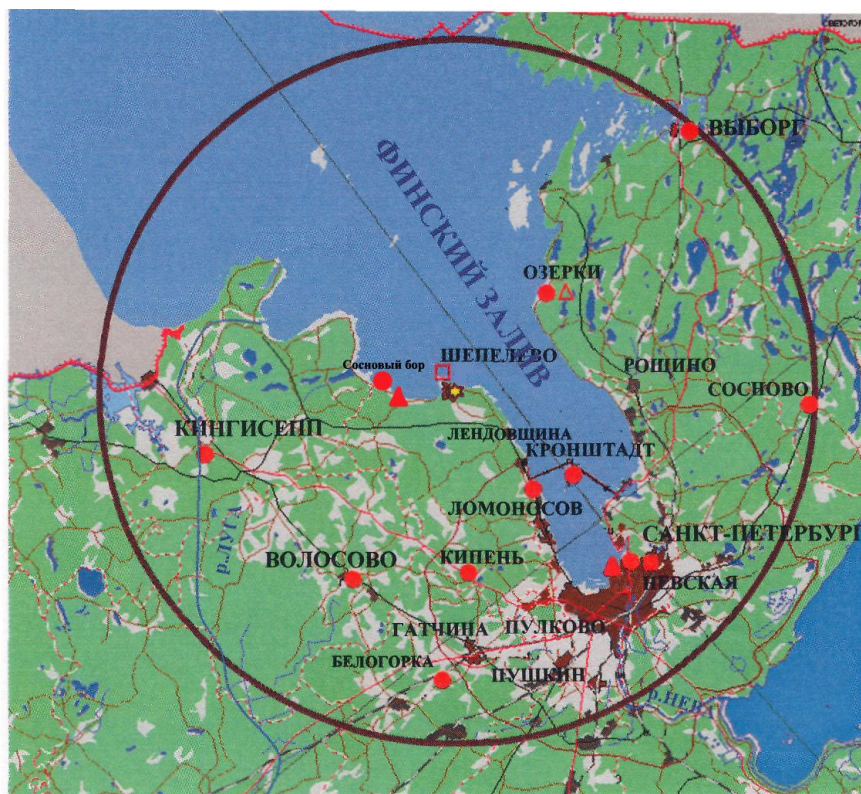 СВЕТОГОР
ВЫБОРГ
ФИНСКИЙ ЗАЛИВ
ОЗЕРКИ
ШЕПЕЛЕВО
Сосновый бор
РОЩИНО
СОСНОВО
КИНГИСЕПП
ЛЕНДОВЩИНА
КРОНШТАДТ
ЛОМОНОСОВ
р.ЛУГА
САНКТ-ПЕТЕРБУРГ
ВОЛОСОВО
КИПЕНЬ
НЕВСКАЯ
ГАТЧИНА
ПУЛКОВО
БЕЛОГОРКА
ПУШКИН
р.НЕВА